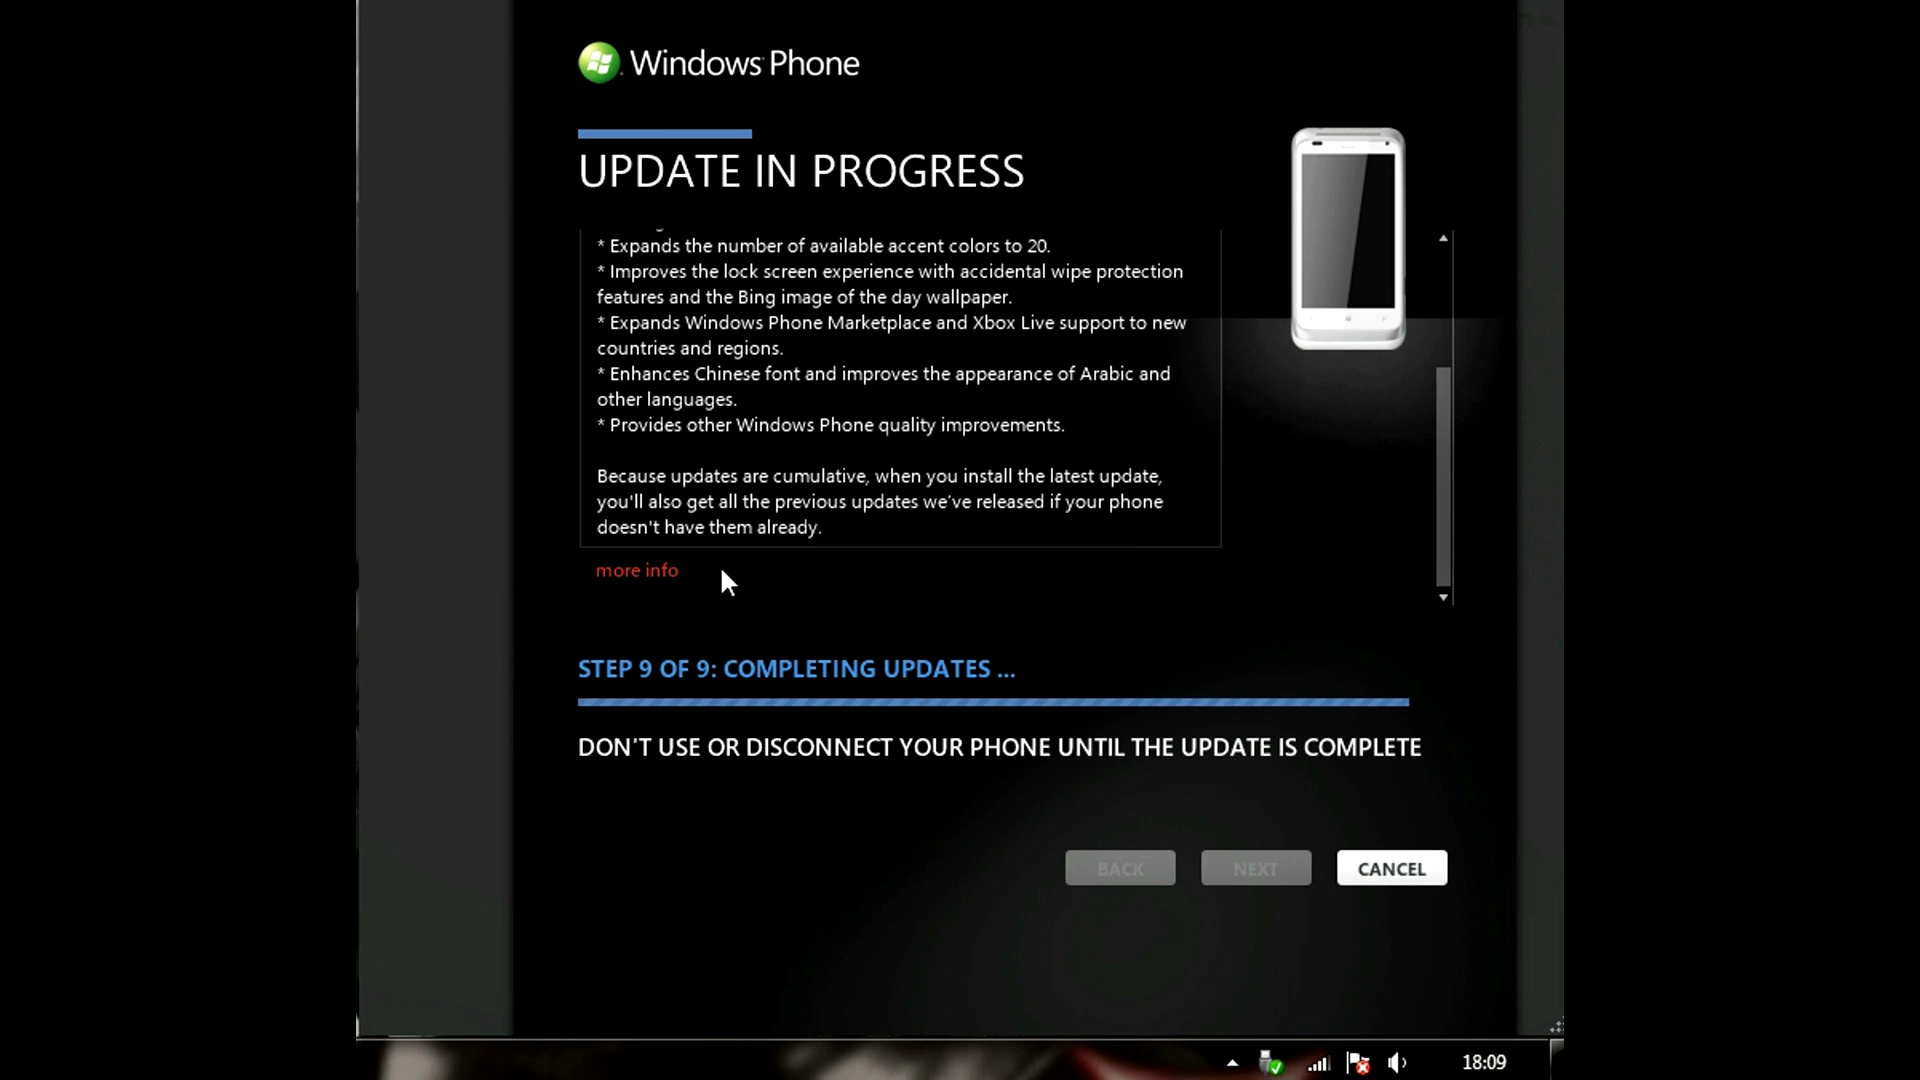 Windows Phone
UPDATE IN PROGRESS
* Expands the number of available accent colors to 20.
* Improves the lock screen experience with accidental wipe protection
features and the Bing image of the day wallpaper.
* Expands Windows Phone Marketplace and Xbox Live support to new
countries and regions.
* Enhances Chinese font and improves the appearance of Arabic and
other languages.
* Provides other Windows Phone quality improvements.
Because updates are cumulative, when you install the latest update,
you'll also get all the previous updates we've released if your phone
doesn't have them already.
more info
STEP 9 OF 9: COMPLETING UPDATES ...
DON'T USE OR DISCONNECT YOUR PHONE UNTIL THE UPDATE IS COMPLETE
BACK NEXT CANCEL
18:09